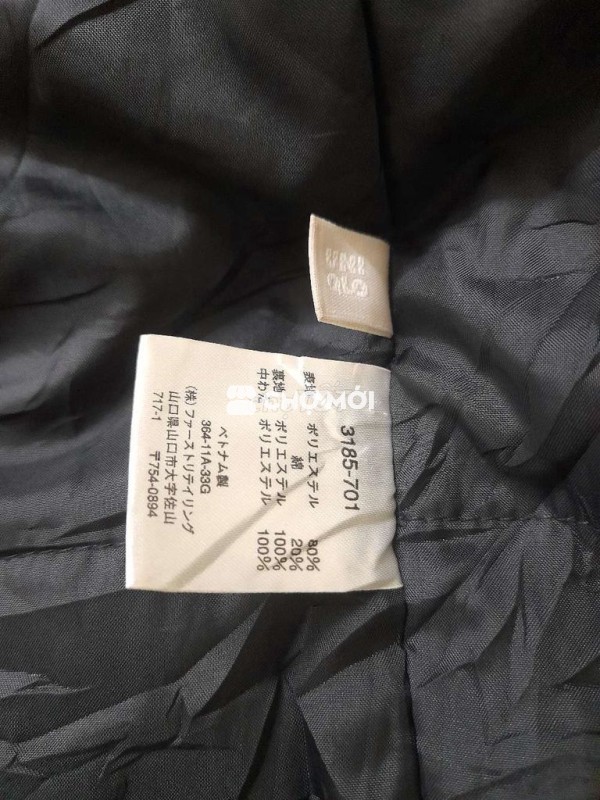 3185-701
表地 ポリエステル 80%
綿 20%
裏地 ポリエステル 100%
中わた ポリエステル 100%
ベトナム製
364-11A-33G
(株)ファーストリテイリング
山口県山口市大字佐山
717-1
〒754-0894
CHỢ MỚI